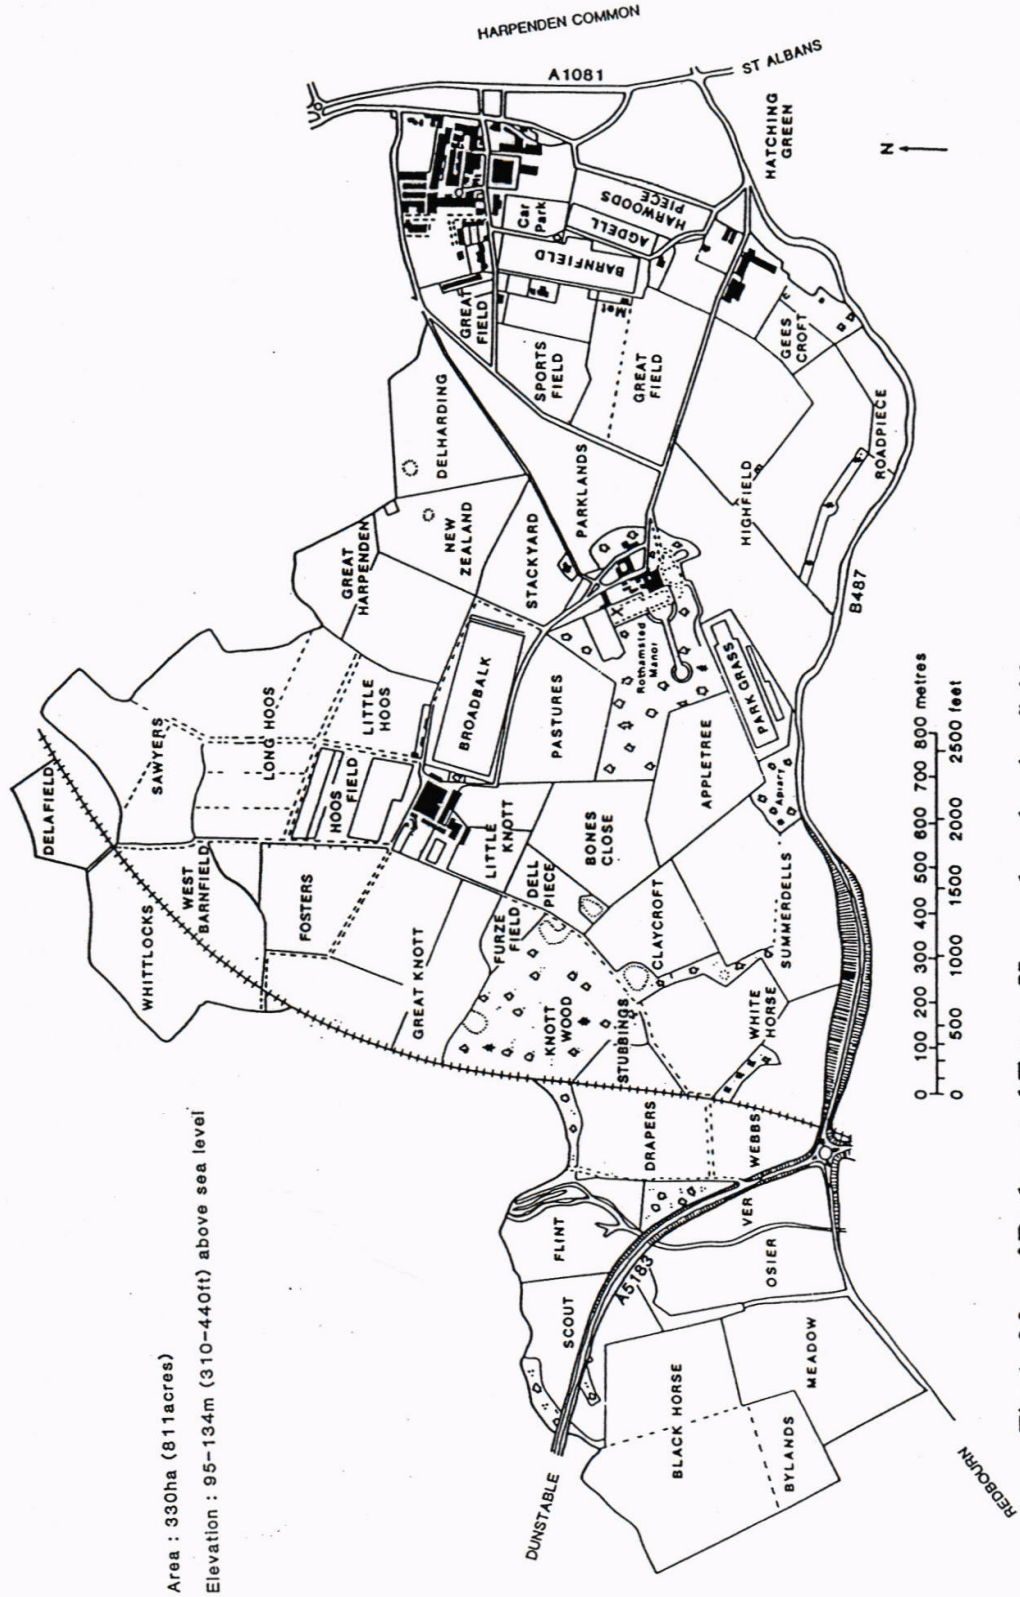 Area : 330ha (811acres)
Elevation : 95-134m (310-440ft) above sea level
HARPENDEN COMMON
A1081
ST ALBANS
HATCHING
GREEN
N
DELAFIELD
WHITTLOCKS
WEST
BARNFIELD
SAWYERS
LONG HOOS
HOOS
FIELD
LITTLE
HOOS
GREAT
HARPENDEN
NEW
ZEALAND
DELHARDING
GREAT
FIELD
Car
Park
AGDELL
HARWOODS
PIECE
BARNFIELD
Met
SPORTS
FIELD
GREAT
FIELD
GEES
CROFT
ROADPIECE
HIGHFIELD
PARKLANDS
STACKYARD
BROADBALK
PASTURES
Rothamsted
Manor
PARK GRASS
APPLETREE
Apiary
B487
FOSTERS
GREAT KNOTT
LITTLE
KNOTT
FURZE
FIELD
DELL
PIECE
BONES
CLOSE
KNOTT
WOOD
STUBBINGS
CLAYCROFT
SUMMERDELLS
WHITE
HORSE
DRAPERS
WEBBS
FLINT
VER
OSIER
SCOUT
A5183
BLACK HORSE
MEADOW
BYLANDS
DUNSTABLE
REDBOURN
0 100 200 300 400 500 600 700 800 metres
0 500 1000 1500 2000 2500 feet